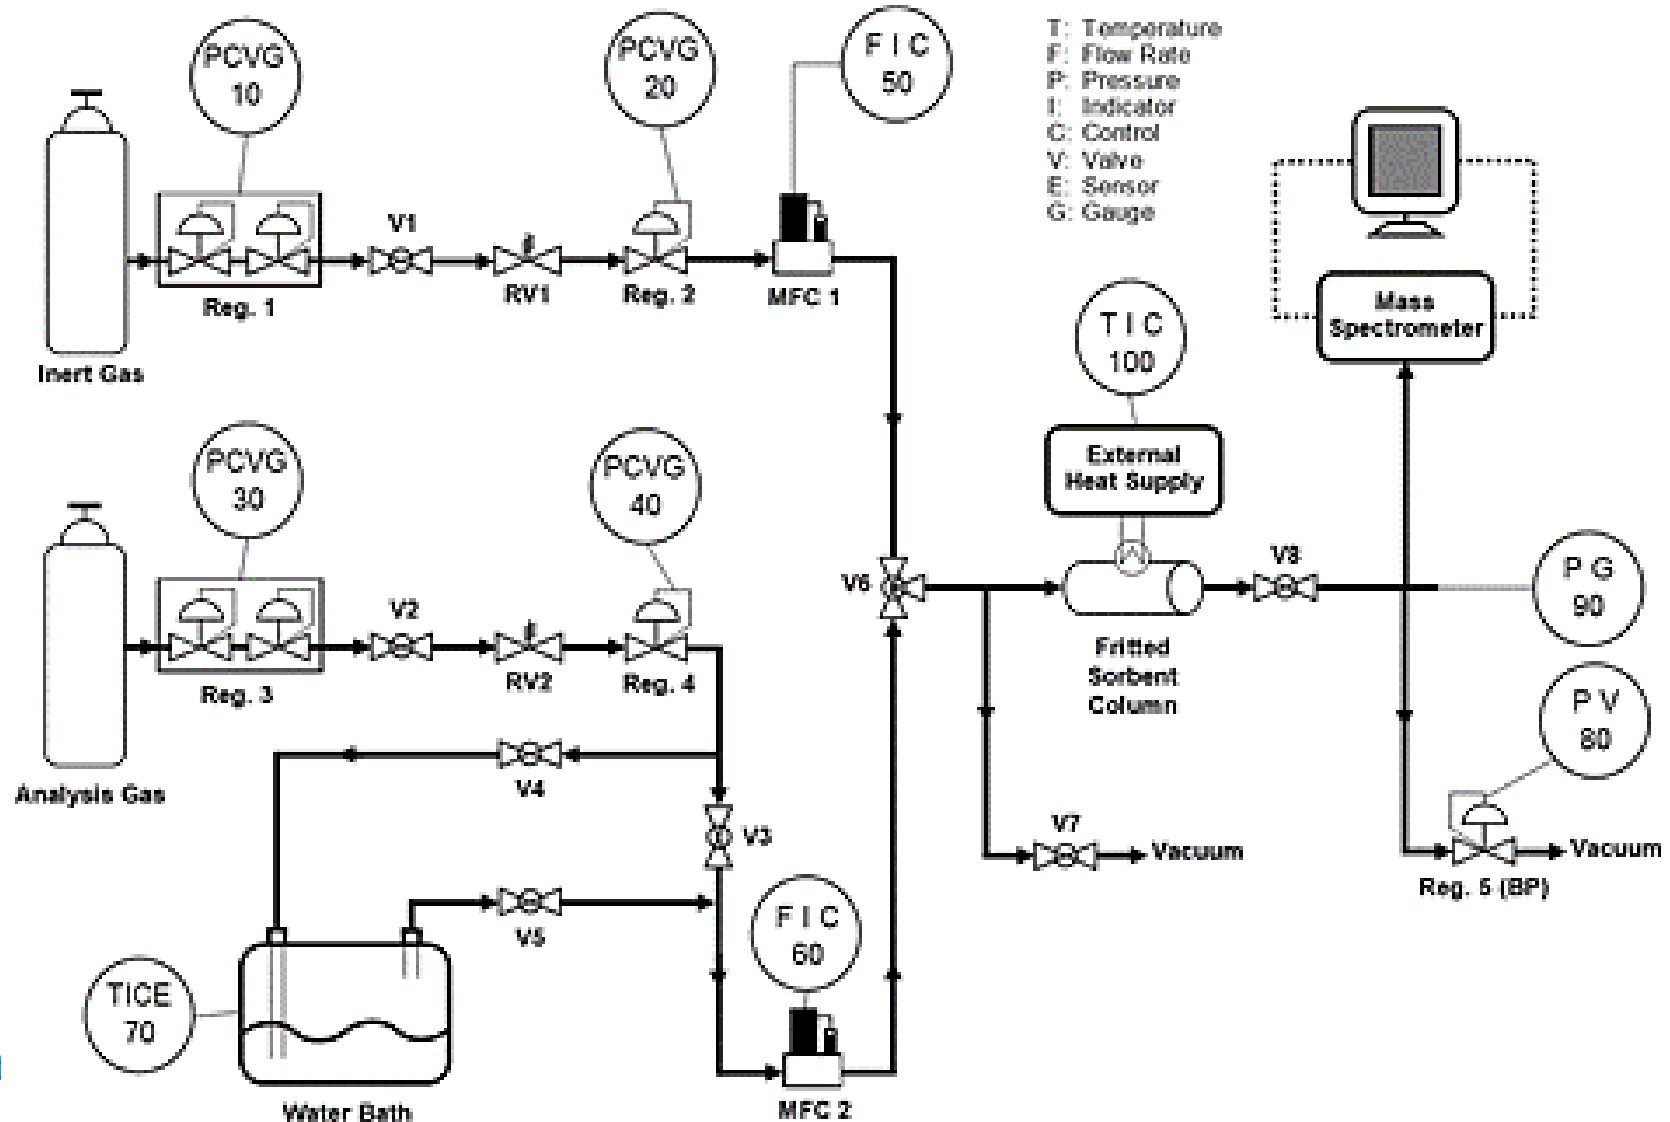 PCVG
10
PCVG
20
F I C
50
T: Temperature
F: Flow Rate
P: Pressure
I: Indicator
C: Control
V: Valve
E: Sensor
G: Gauge
V1
Reg. 1
RV1
Reg. 2
MFC 1
Inert Gas
Mass
Spectrometer
T I C
100
External
Heat Supply
PCVG
30
PCVG
40
V2
Reg. 3
RV2
Reg. 4
V6
V8
P G
90
Fritted
Sorbent
Column
P V
80
Analysis Gas
V4
V3
V7
Vacuum
Vacuum
Reg. 5 (BP)
V5
F I C
60
TICE
70
Water Bath
MFC 2